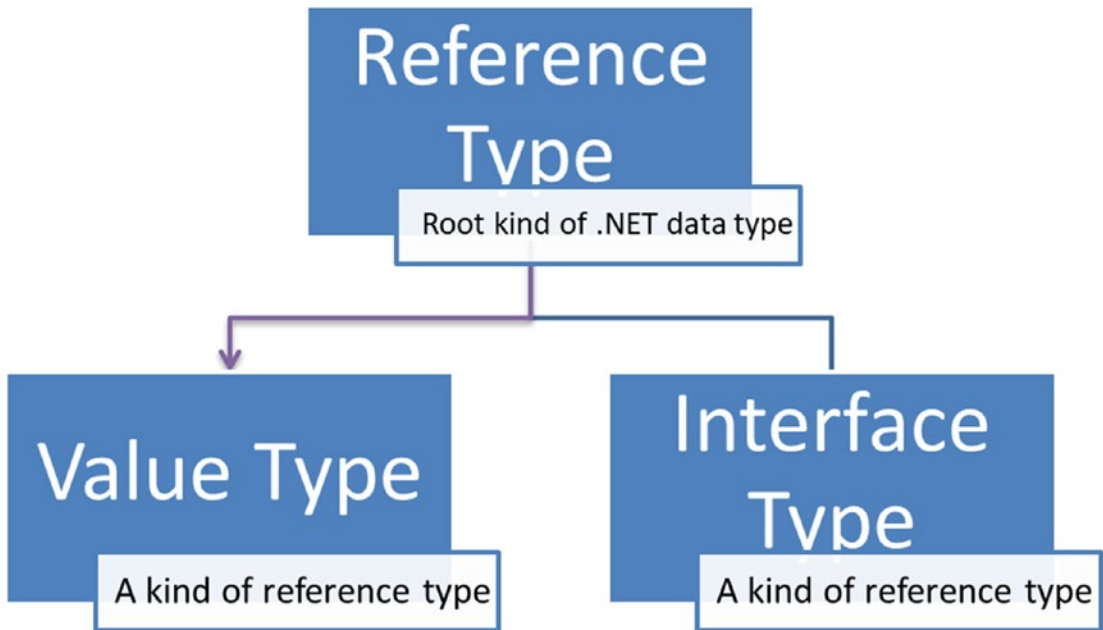 Reference
Type
Root kind of .NET data type
Value Type
A kind of reference type
Interface
Type
A kind of reference type